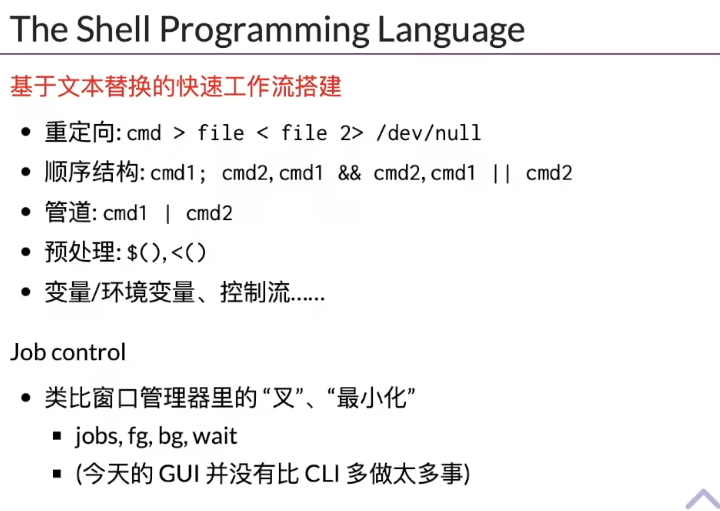 The Shell Programming Language
基于文本替换的快速工作流搭建
• 重定向: cmd > file < file 2> /dev/null
• 顺序结构: cmd1; cmd2, cmd1 && cmd2, cmd1 || cmd2
• 管道: cmd1 | cmd2
• 预处理: $(), <()
• 变量/环境变量、控制流……
Job control
• 类比窗口管理器里的 “叉”、“最小化”
▪ jobs, fg, bg, wait
▪ (今天的 GUI 并没有比 CLI 多做太多事)